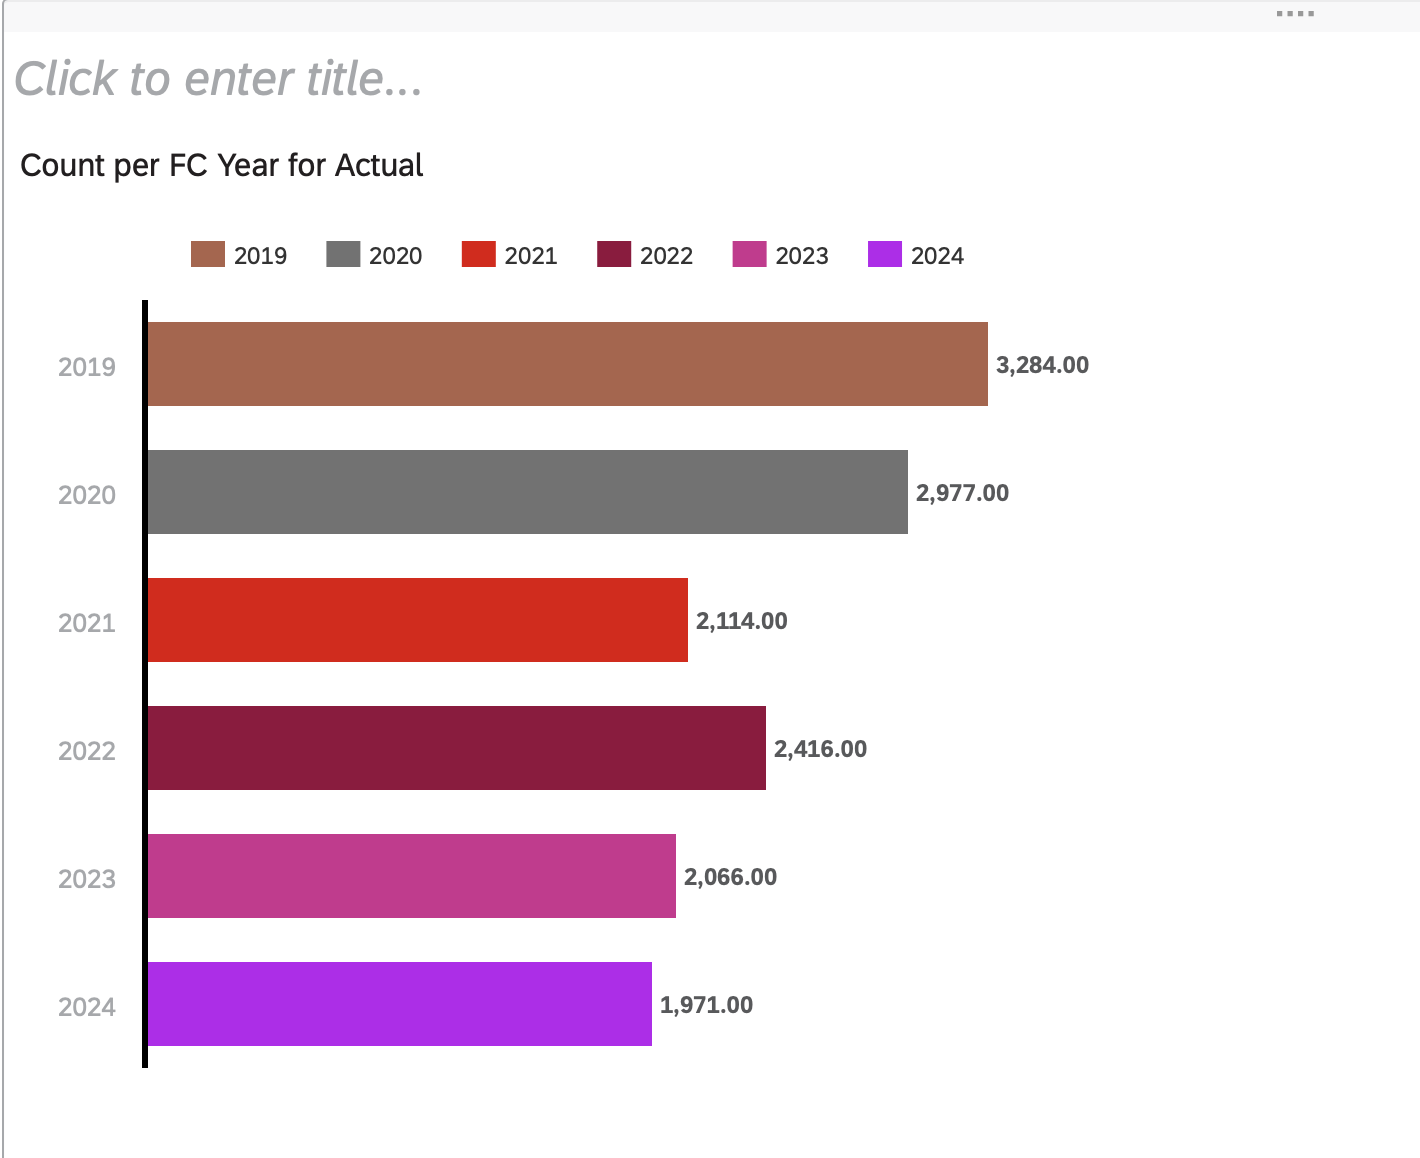 Click to enter title...
Count per FC Year for Actual
2019 2020 2021 2022 2023 2024
2019 3,284.00
2020 2,977.00
2021 2,114.00
2022 2,416.00
2023 2,066.00
2024 1,971.00